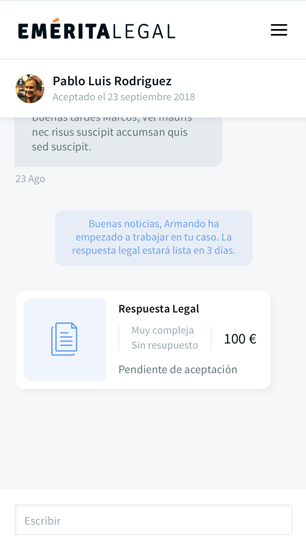 EMÉRITALEGAL
Pablo Luis Rodriguez
Aceptado el 23 septiembre 2018
Buenas tardes Marcos, vel mauris
nec risus suscipit accumsan quis
sed suscipit.
23 Ago
Buenas noticias, Armando ha
empezado a trabajar en tu caso. La
respuesta legal estará lista en 3 días.
Respuesta Legal
Muy compleja
Sin resupuesto
100 €
Pendiente de aceptación
Escribir